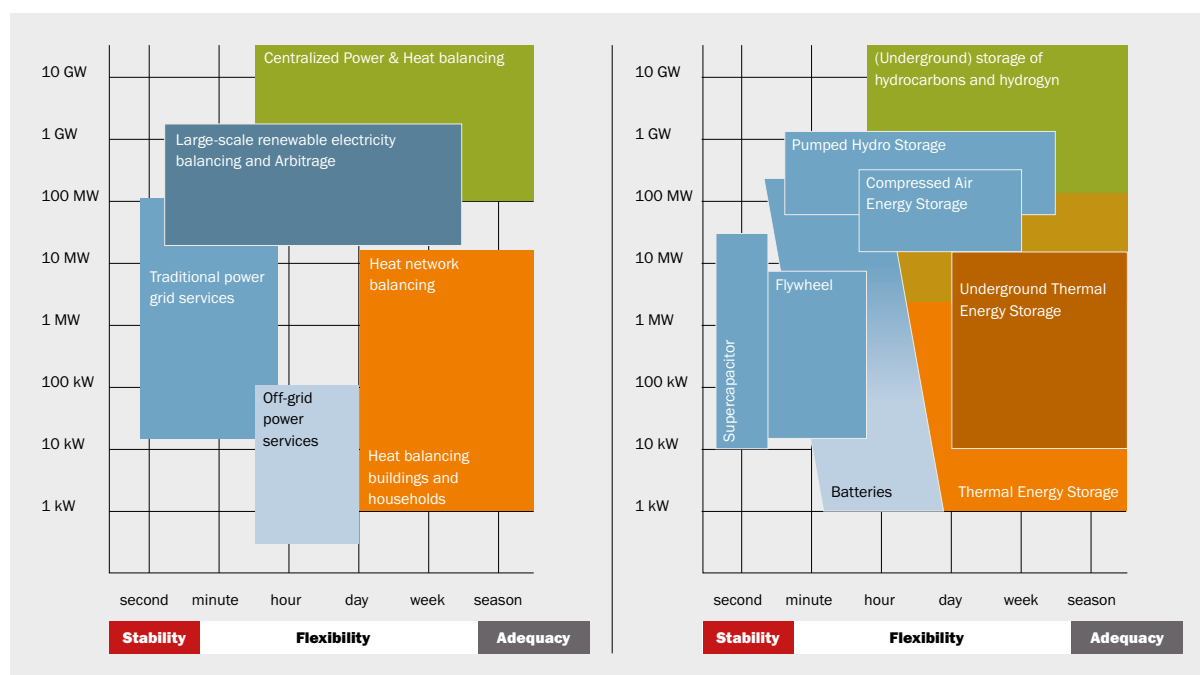 Centralized Power & Heat balancing
10 GW
Large-scale renewable electricity
balancing and Arbitrage
1 GW
100 MW
Heat network
balancing
10 MW
Traditional power
grid services
1 MW
100 kW
Off-grid
power
services
10 kW
Heat balancing
buildings and
households
1 kW
second minute hour day week season
Stability Flexibility Adequacy
(Underground) storage of
hydrocarbons and hydrogyn
10 GW
1 GW
Pumped Hydro Storage
Compressed Air
Energy Storage
100 MW
10 MW
Flywheel
Underground Thermal
Energy Storage
1 MW
Supercapacitor
100 kW
10 kW
Batteries
Thermal Energy Storage
1 kW
second minute hour day week season
Stability Flexibility Adequacy